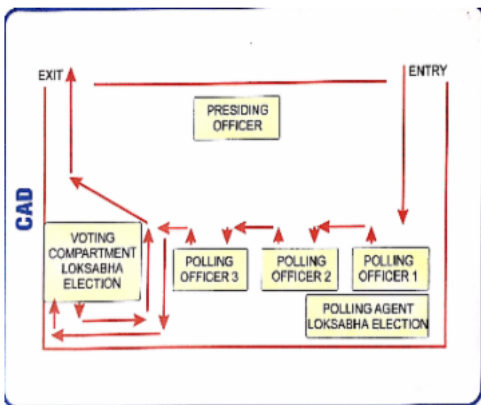 EXIT
ENTRY
PRESIDING
OFFICER
CAD
VOTING
COMPARTMENT
LOKSABHA
ELECTION
POLLING
OFFICER 3
POLLING
OFFICER 2
POLLING
OFFICER 1
POLLING AGENT
LOKSABHA ELECTION